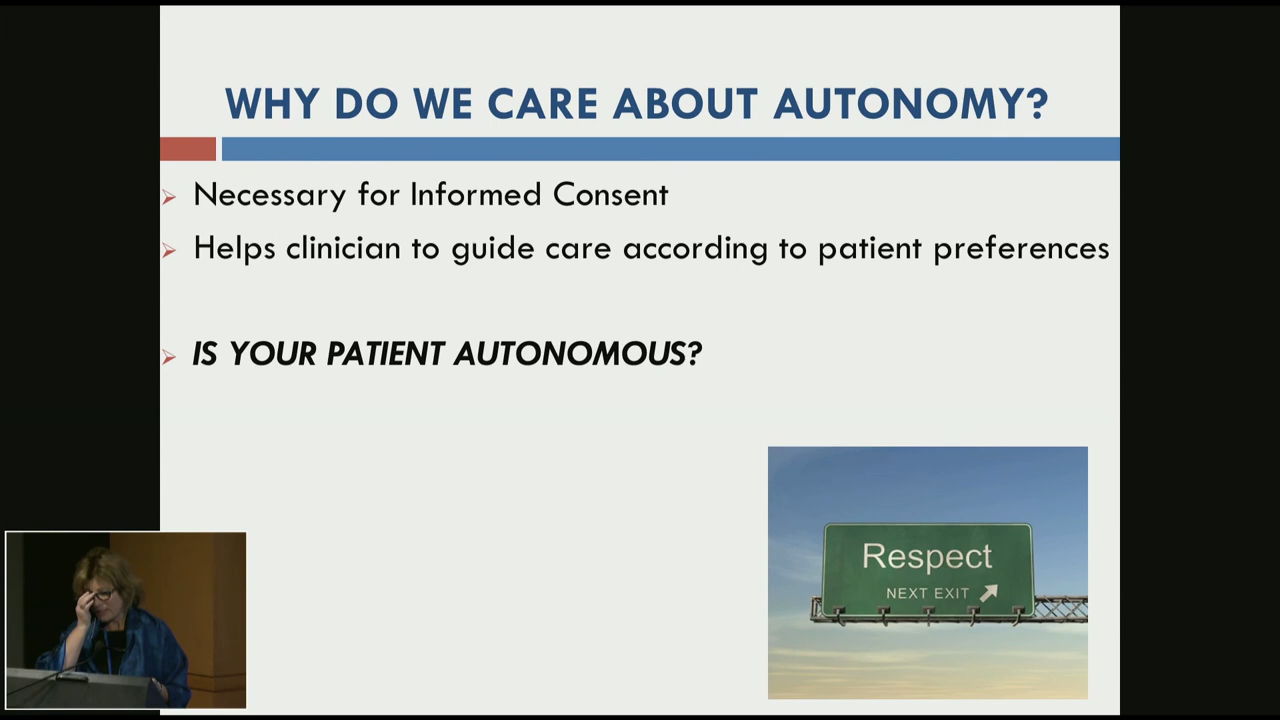 WHY DO WE CARE ABOUT AUTONOMY?
Necessary for Informed Consent
Helps clinician to guide care according to patient preferences
IS YOUR PATIENT AUTONOMOUS?
Respect
NEXT EXIT